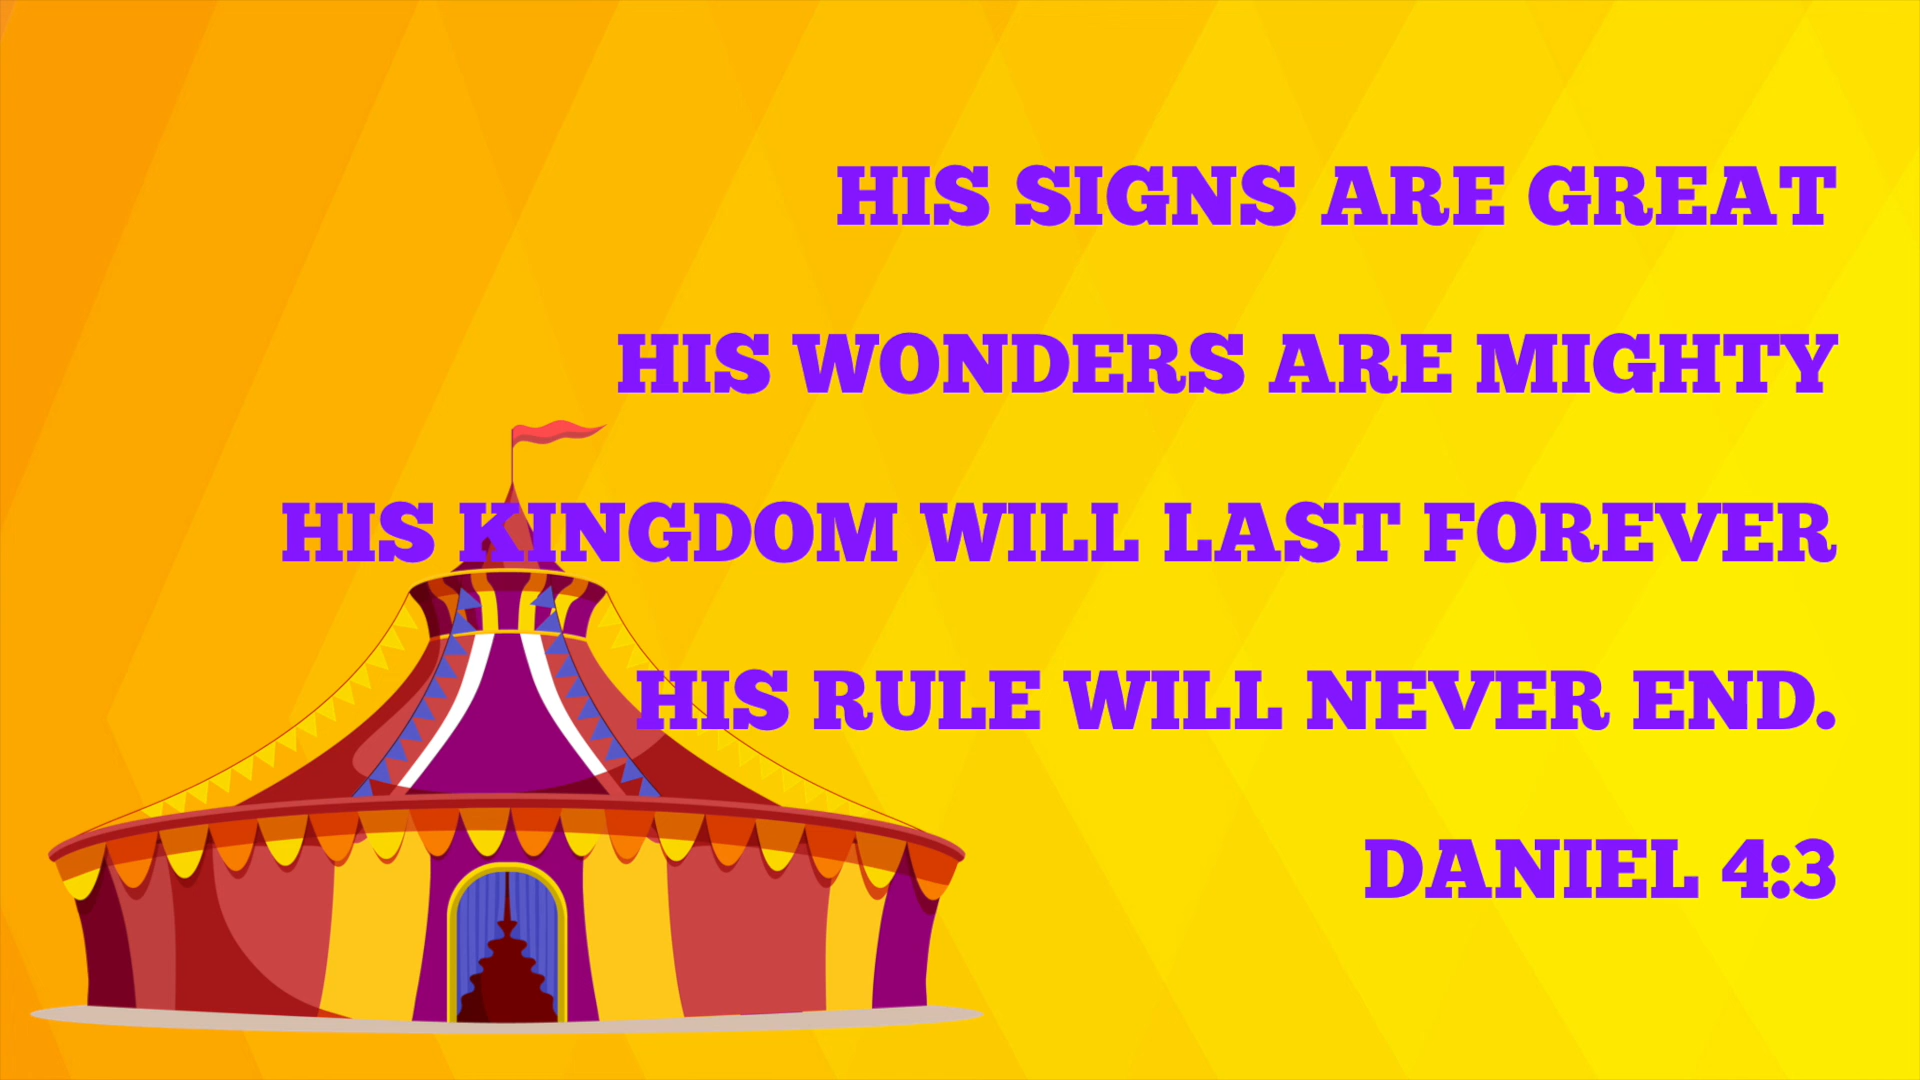 HIS SIGNS ARE GREAT
HIS WONDERS ARE MIGHTY
HIS KINGDOM WILL LAST FOREVER
HIS RULE WILL NEVER END.
DANIEL 4:3